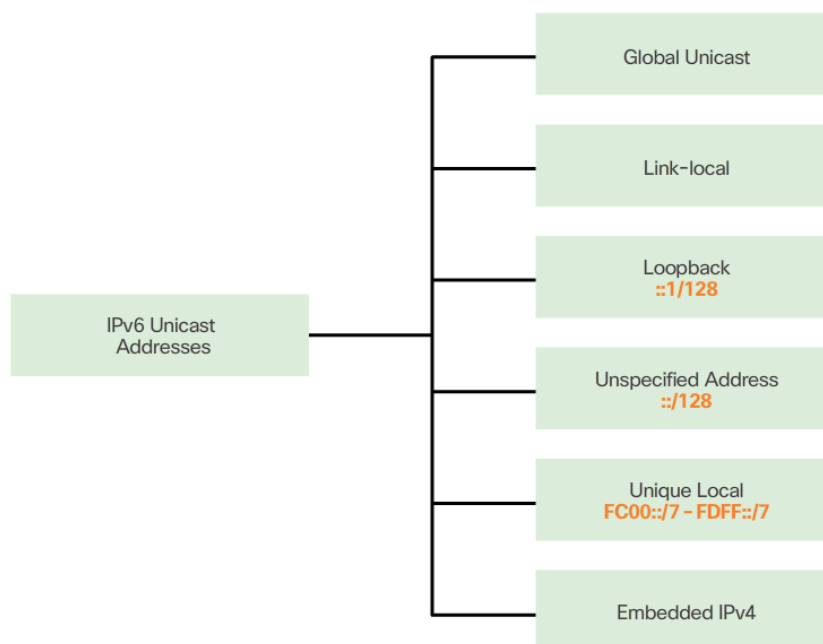 IPv6 Unicast
Addresses
Global Unicast
Link-local
Loopback
::1/128
Unspecified Address
::/128
Unique Local
FC00::/7 - FDFF::/7
Embedded IPv4